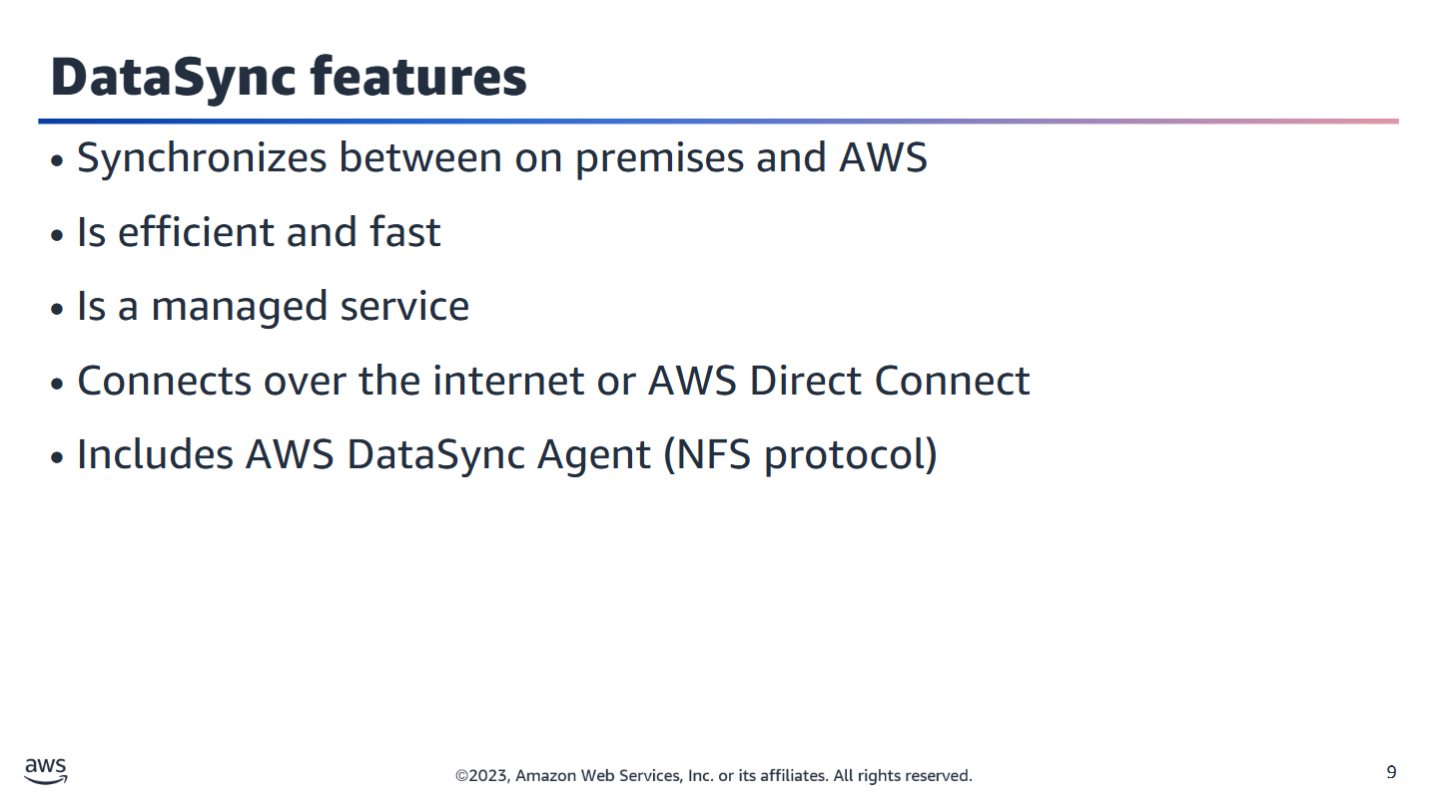 DataSync features
• Synchronizes between on premises and AWS
• Is efficient and fast
• Is a managed service
• Connects over the internet or AWS Direct Connect
• Includes AWS DataSync Agent (NFS protocol)
aws
©2023, Amazon Web Services, Inc. or its affiliates. All rights reserved.
9